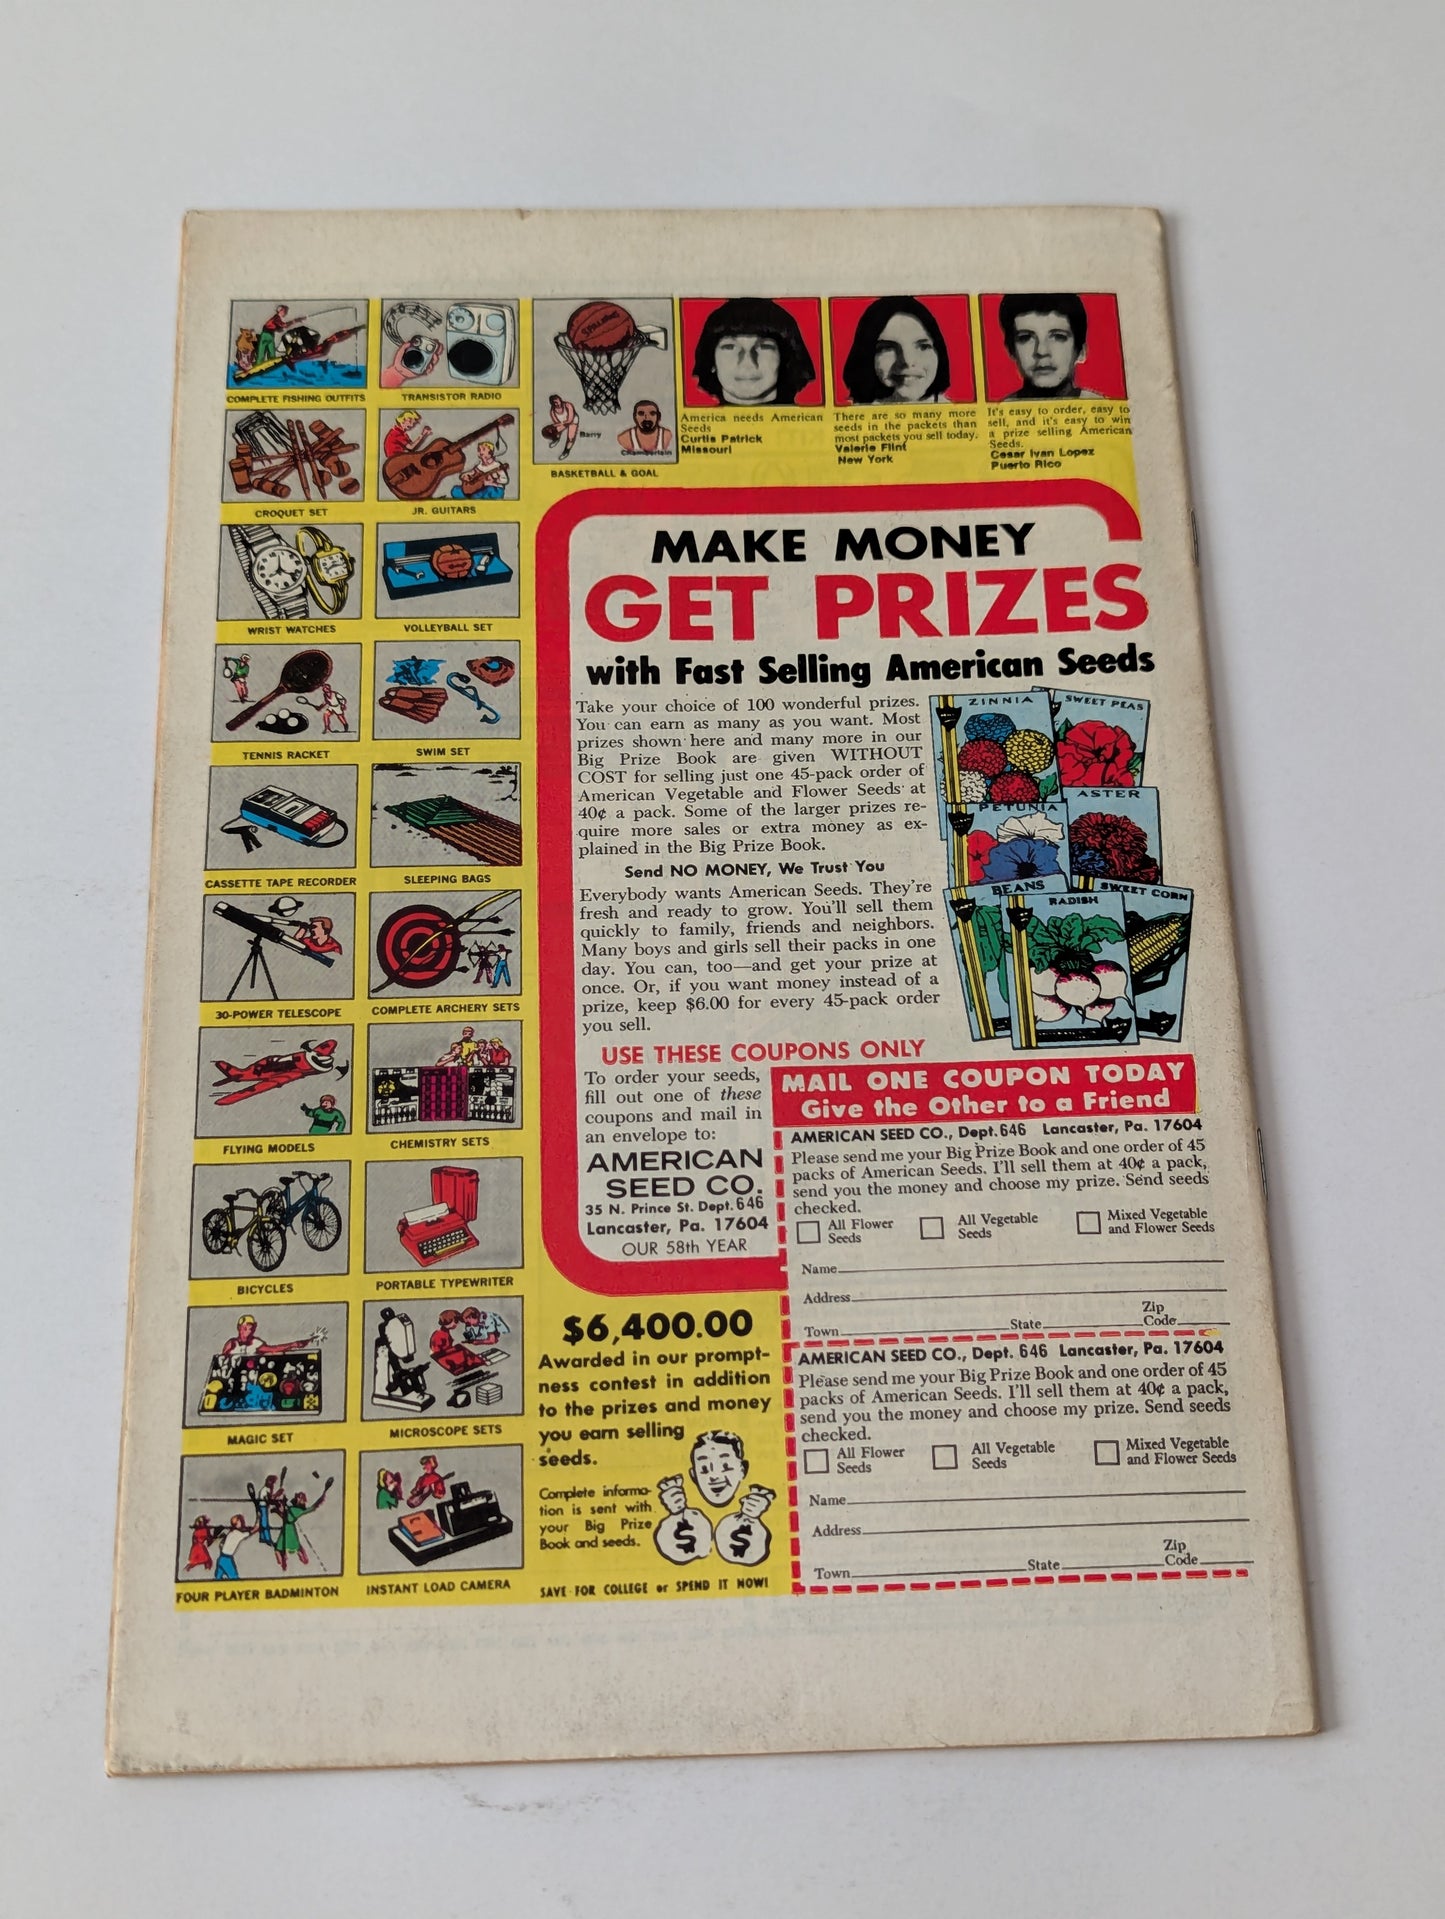 COMPLETE FISHING OUTFITS
TRANSISTOR RADIO
CROQUET SET
JR. GUITARS
WRIST WATCHES
VOLLEYBALL SET
TENNIS RACKET
SWIM SET
CASSETTE TAPE RECORDER
SLEEPING BAGS
30-POWER TELESCOPE
COMPLETE ARCHERY SETS
FLYING MODELS
CHEMISTRY SETS
BICYCLES
PORTABLE TYPEWRITER
MAGIC SET
MICROSCOPE SETS
FOUR PLAYER BADMINTON
INSTANT LOAD CAMERA
SPALDING
Barry
Chamberlain
BASKETBALL & GOAL
America needs American
Seeds
Curtis Patrick
Missouri
There are so many more
seeds in the packets than
most packets you sell today.
Valerie Flint
New York
It's easy to order, easy to
sell, and it's easy to win
a prize selling American
Seeds.
Cesar Ivan Lopez
Puerto Rico
MAKE MONEY
GET PRIZES
with Fast Selling American Seeds
Take your choice of 100 wonderful prizes.
You can earn as many as you want. Most
prizes shown here and many more in our
Big Prize Book are given WITHOUT
COST for selling just one 45-pack order of
American Vegetable and Flower Seeds at
40¢ a pack. Some of the larger prizes re-
quire more sales or extra money as ex-
plained in the Big Prize Book.
Send NO MONEY, We Trust You
Everybody wants American Seeds. They're
fresh and ready to grow. You'll sell them
quickly to family, friends and neighbors.
Many boys and girls sell their packs in one
day. You can, too—and get your prize at
once. Or, if you want money instead of a
prize, keep $6.00 for every 45-pack order
you sell.
ZINNIA
SWEET PEAS
PETUNIA
ASTER
BEANS
RADISH
SWEET CORN
USE THESE COUPONS ONLY
To order your seeds,
fill out one of these
coupons and mail in
an envelope to:
AMERICAN
SEED CO.
35 N. Prince St. Dept. 646
Lancaster, Pa. 17604
OUR 58th YEAR
MAIL ONE COUPON TODAY
Give the Other to a Friend
AMERICAN SEED CO., Dept. 646 Lancaster, Pa. 17604
Please send me your Big Prize Book and one order of 45
packs of American Seeds. I'll sell them at 40¢ a pack,
send you the money and choose my prize. Send seeds
checked.
All Flower Seeds
All Vegetable Seeds
Mixed Vegetable and Flower Seeds
Name
Address
Town State Zip Code
AMERICAN SEED CO., Dept. 646 Lancaster, Pa. 17604
Please send me your Big Prize Book and one order of 45
packs of American Seeds. I'll sell them at 40¢ a pack,
send you the money and choose my prize. Send seeds
checked.
All Flower Seeds
All Vegetable Seeds
Mixed Vegetable and Flower Seeds
Name
Address
Town State Zip Code
$6,400.00
Awarded in our prompt-
ness contest in addition
to the prizes and money
you earn selling
seeds.
Complete informa-
tion is sent with
your Big Prize
Book and seeds.
$ $
SAVE FOR COLLEGE or SPEND IT NOW!